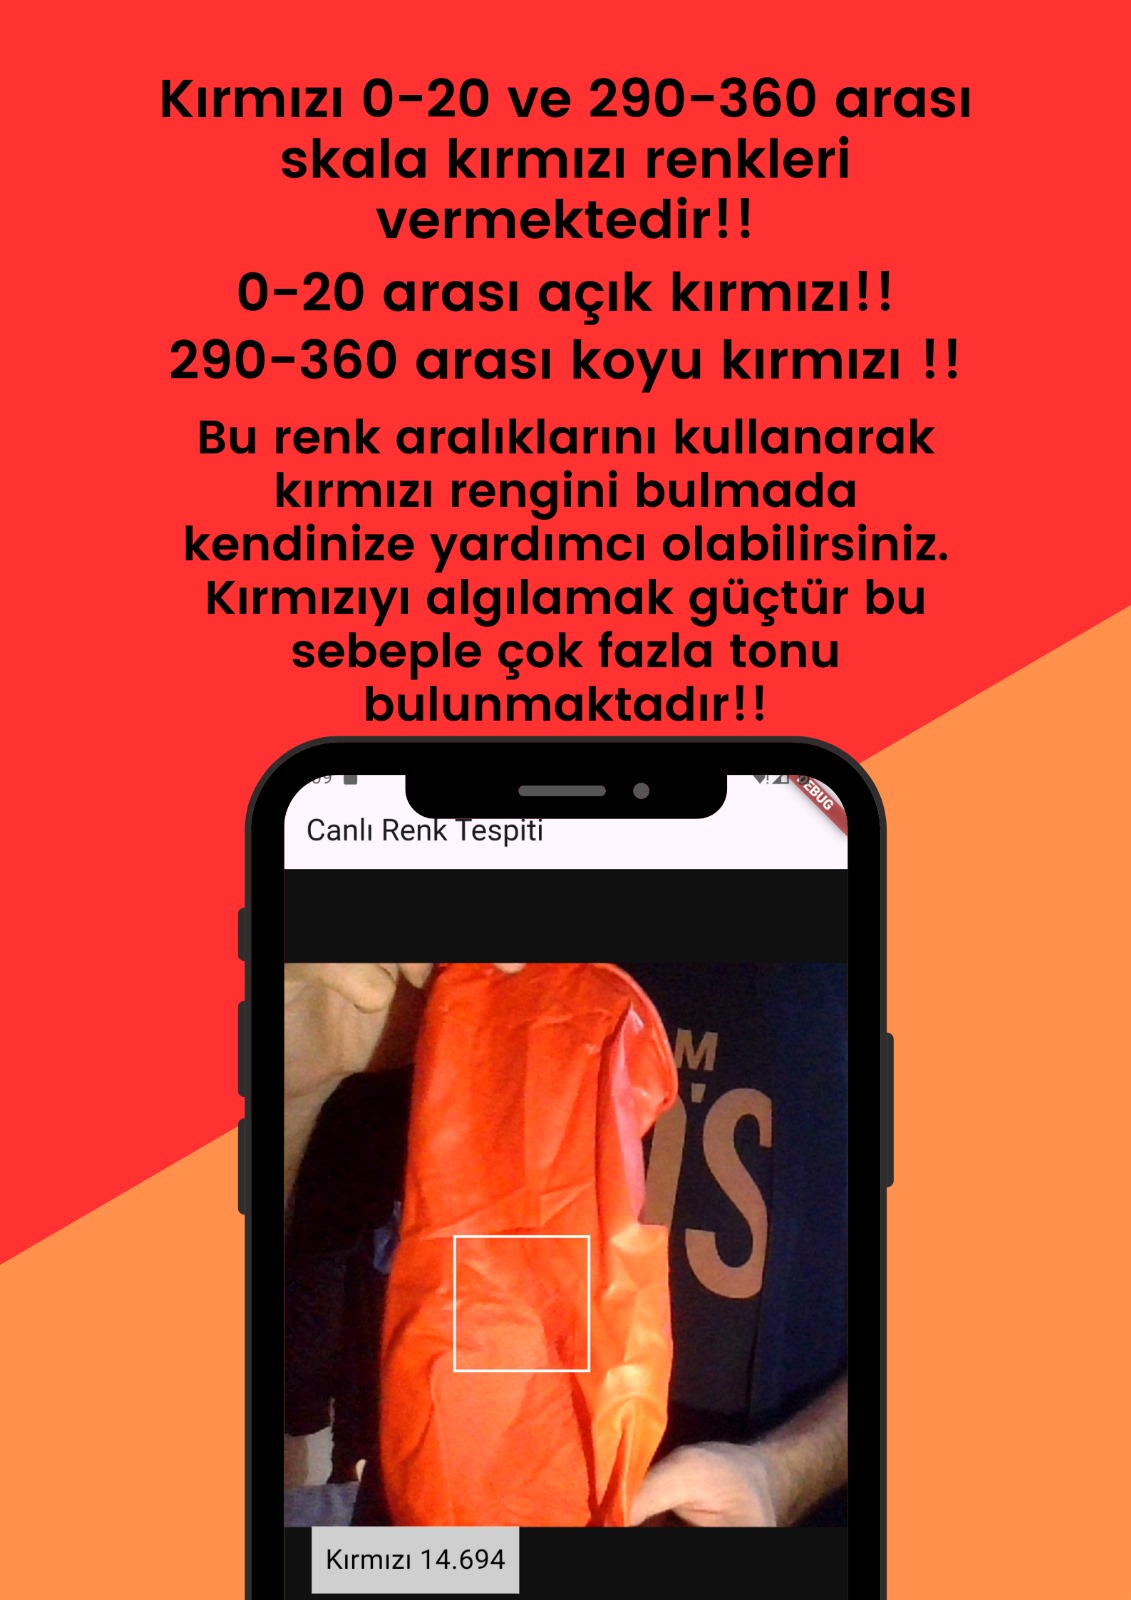 Kırmızı 0-20 ve 290-360 arası
skala kırmızı renkleri
vermektedir!!
0-20 arası açık kırmızı!!
290-360 arası koyu kırmızı !!
Bu renk aralıklarını kullanarak
kırmızı rengini bulmada
kendinize yardımcı olabilirsiniz.
Kırmızıyı algılamak güçtür bu
sebeple çok fazla tonu
bulunmaktadır!!
Canlı Renk Tespiti
M
Kırmızı 14.694